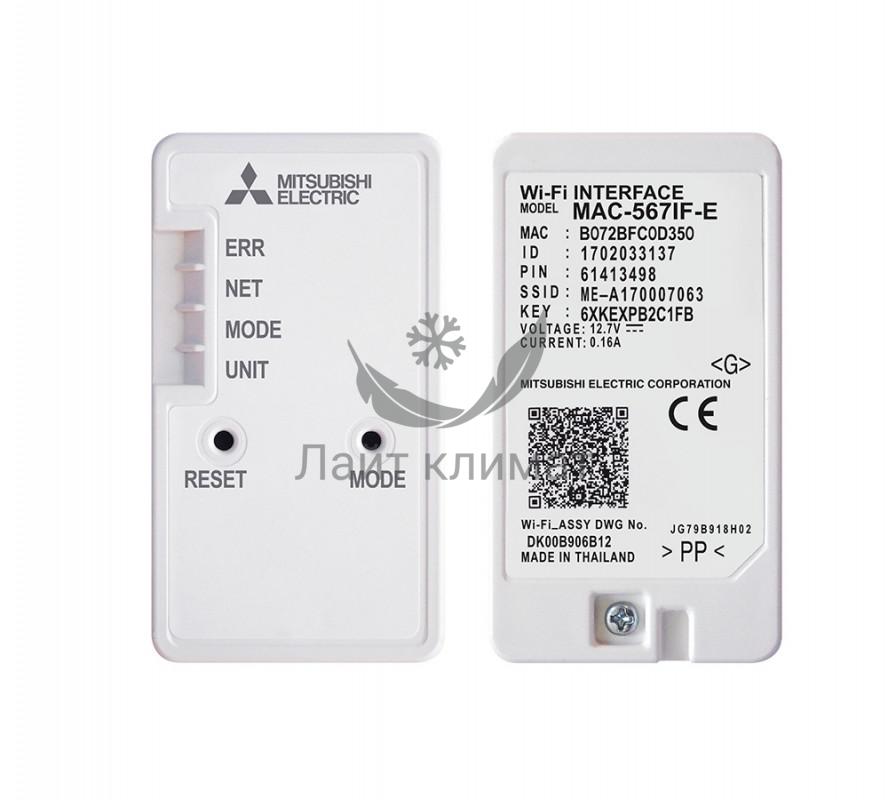 MITSUBISHI
ELECTRIC
ERR
NET
MODE
UNIT
RESET
MODE
Wi-Fi INTERFACE
MODEL MAC-567IF-E
MAC : B072BFC0D350
ID : 1702033137
PIN : 61413498
SSID : ME-A170007063
KEY : 6XKEXPB2C1FB
VOLTAGE: 12.7V
CURRENT: 0.16A
<G>
MITSUBISHI ELECTRIC CORPORATION
CE
Wi-Fi_ASSY DWG No. JG79B918H02
DK00B906B12
MADE IN THAILAND >PP<
Лайт климат